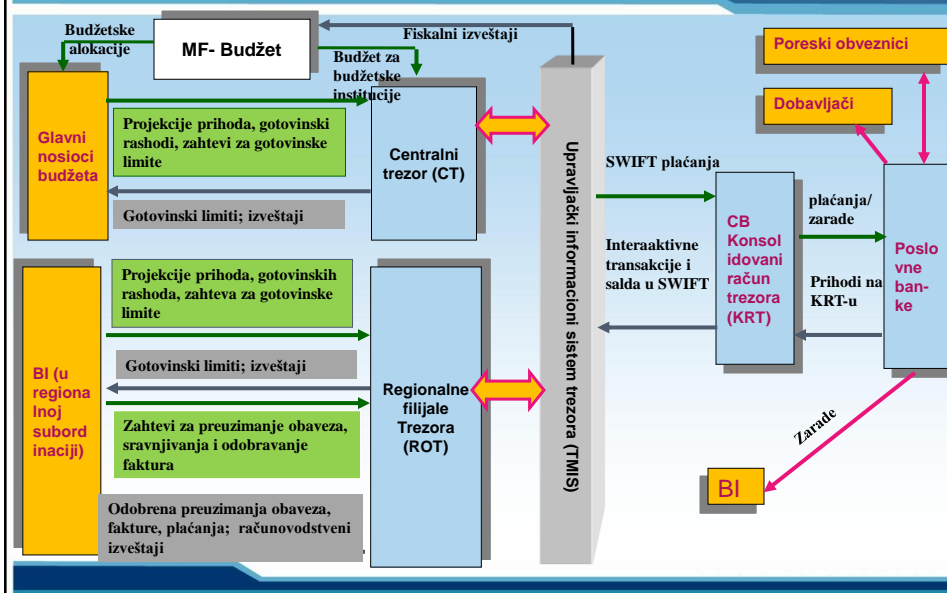 Budžetske
alokacije
MF- Budžet
Fiskalni izveštaji
Budžet za
budžetske
institucije
Glavni
nosioci
budžeta
Projekcije prihoda, gotovinski
rashodi, zahtevi za gotovinske
limite
Gotovinski limiti; izveštaji
Centralni
trezor (CT)
BI (u
regiona
lnoj
subord
inaciji)
Projekcije prihoda, gotovinskih
rashoda, zahteva za gotovinske
limite
Gotovinski limiti; izveštaji
Zahtevi za preuzimanje obaveza,
sravnjivanja i odobravanje
faktura
Odobrena preuzimanja obaveza,
fakture, plaćanja; računovodstveni
izveštaji
Regionalne
filijale
Trezora
(ROT)
Upravljački informacioni sistem trezora (TMIS)
SWIFT plaćanja
Interaaktivne
transakcije i
salda u SWIFT
CB
Konsol
idovani
račun
trezora
(KRT)
plaćanja/
zarade
Prihodi na
KRT-u
Poreski obveznici
Dobavljači
Poslo
vne
ban-
ke
Zarade
BI